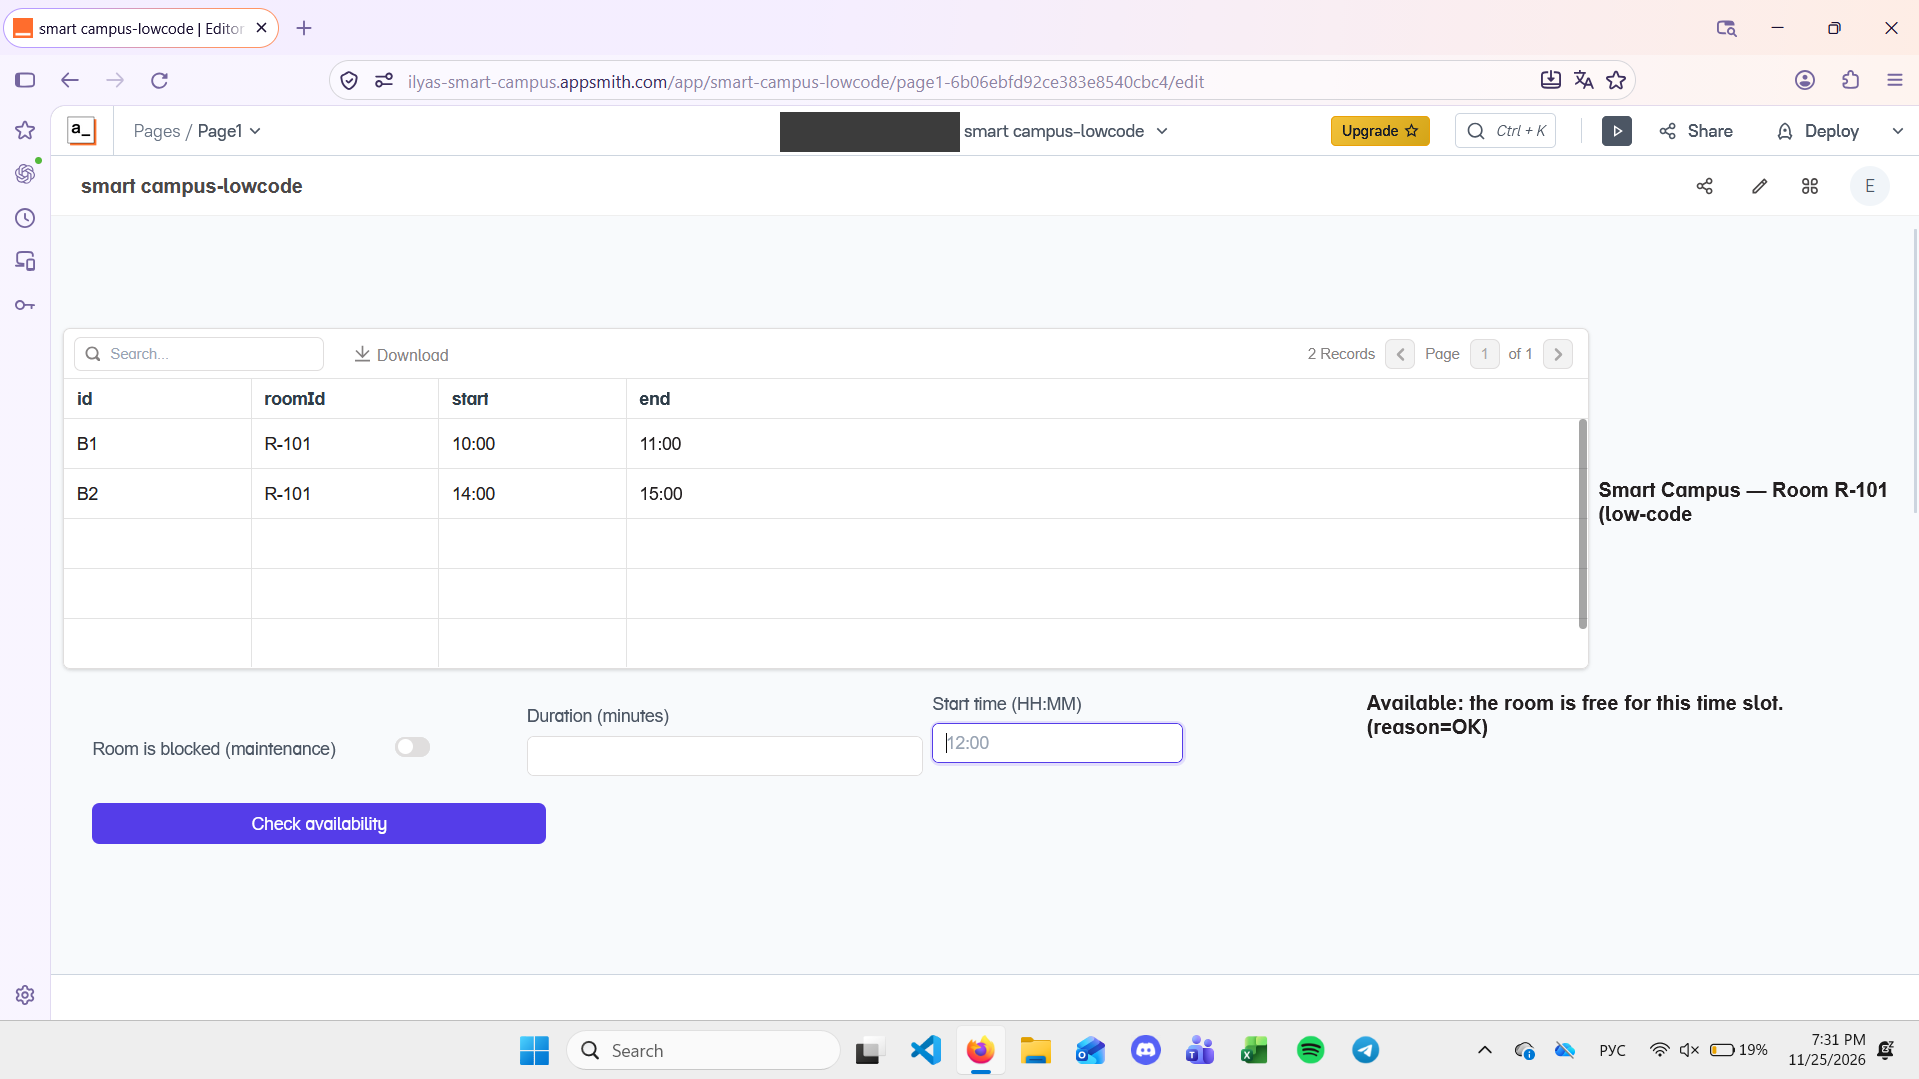 smart campus-lowcode | Editor
ilyas-smart-campus.appsmith.com/app/smart-campus-lowcode/page1-6b06ebfd92ce383e8540cbc4/edit
a_
Pages / Page1
smart campus-lowcode
Upgrade
Ctrl + K
Share
Deploy
smart campus-lowcode
E
Search...
Download
2 Records
Page 1 of 1
id roomId start end
B1 R-101 10:00 11:00
B2 R-101 14:00 15:00
Smart Campus — Room R-101
(low-code
Room is blocked (maintenance)
Duration (minutes)
Start time (HH:MM)
12:00
Available: the room is free for this time slot.
(reason=OK)
Check availability
Search
РУС
19%
7:31 PM
11/25/2026